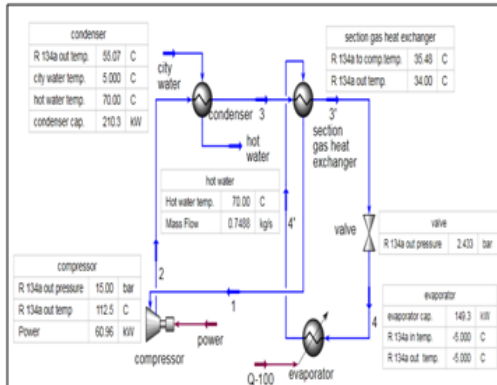 condenser
R 134a out temp. 55.07 C
city water temp. 5.000 C
hot water temp. 70.00 C
condenser cap. 210.3 kW
city
water
condenser
3
hot
water
section gas heat exchanger
R 134a to comp.temp. 35.48 C
R 134a out temp. 34.00 C
3'
section
gas heat
exchanger
hot water
Hot water temp. 70.00 C
Mass Flow 0.7488 kg/s
4'
valve
valve
R 134a out pressure 2.433 bar
compressor
R 134a out pressure 15.00 bar
R 134a out temp 112.5 C
Power 60.96 kW
2
1
compressor
power
evaporator
evaporator cap. 149.3 kW
R 134a in temp. -5.000 C
R 134a out temp. -5.000 C
4
Q-100
evaporator